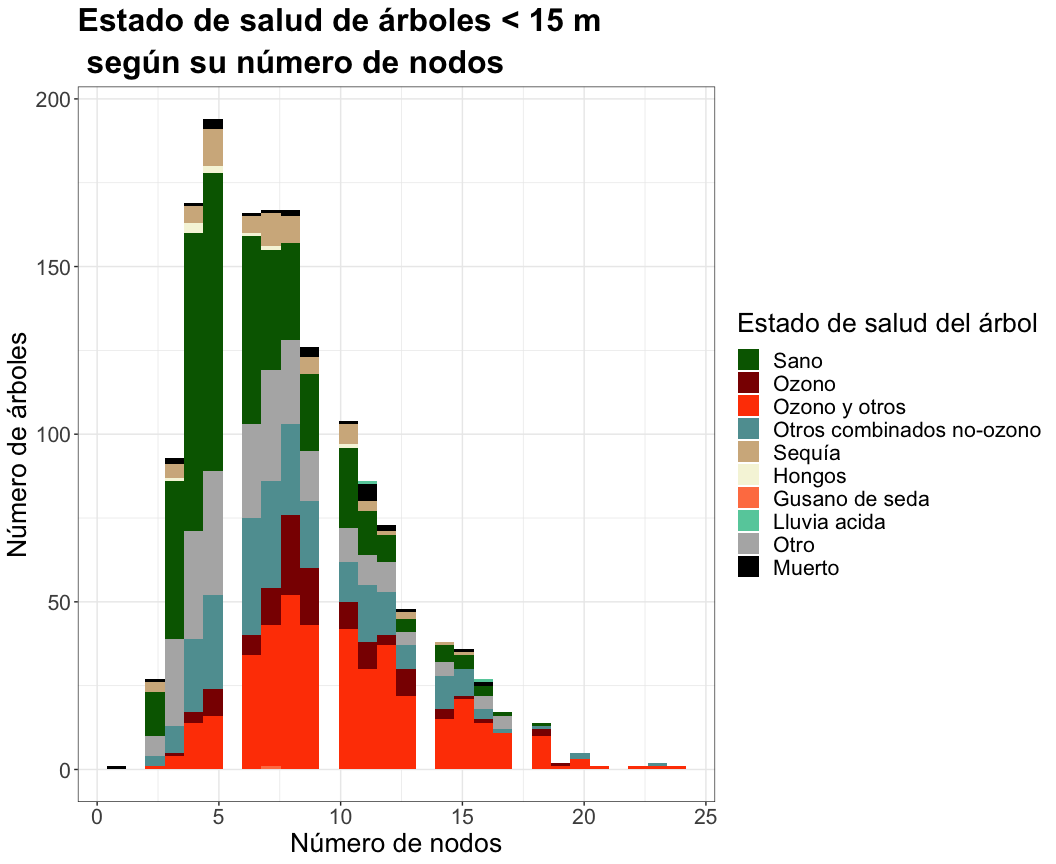 Estado de salud de árboles < 15 m
según su número de nodos
200
150
100
50
0
Número de árboles
0 5 10 15 20 25
Número de nodos
Estado de salud del árbol
Sano
Ozono
Ozono y otros
Otros combinados no-ozono
Sequía
Hongos
Gusano de seda
Lluvia acida
Otro
Muerto